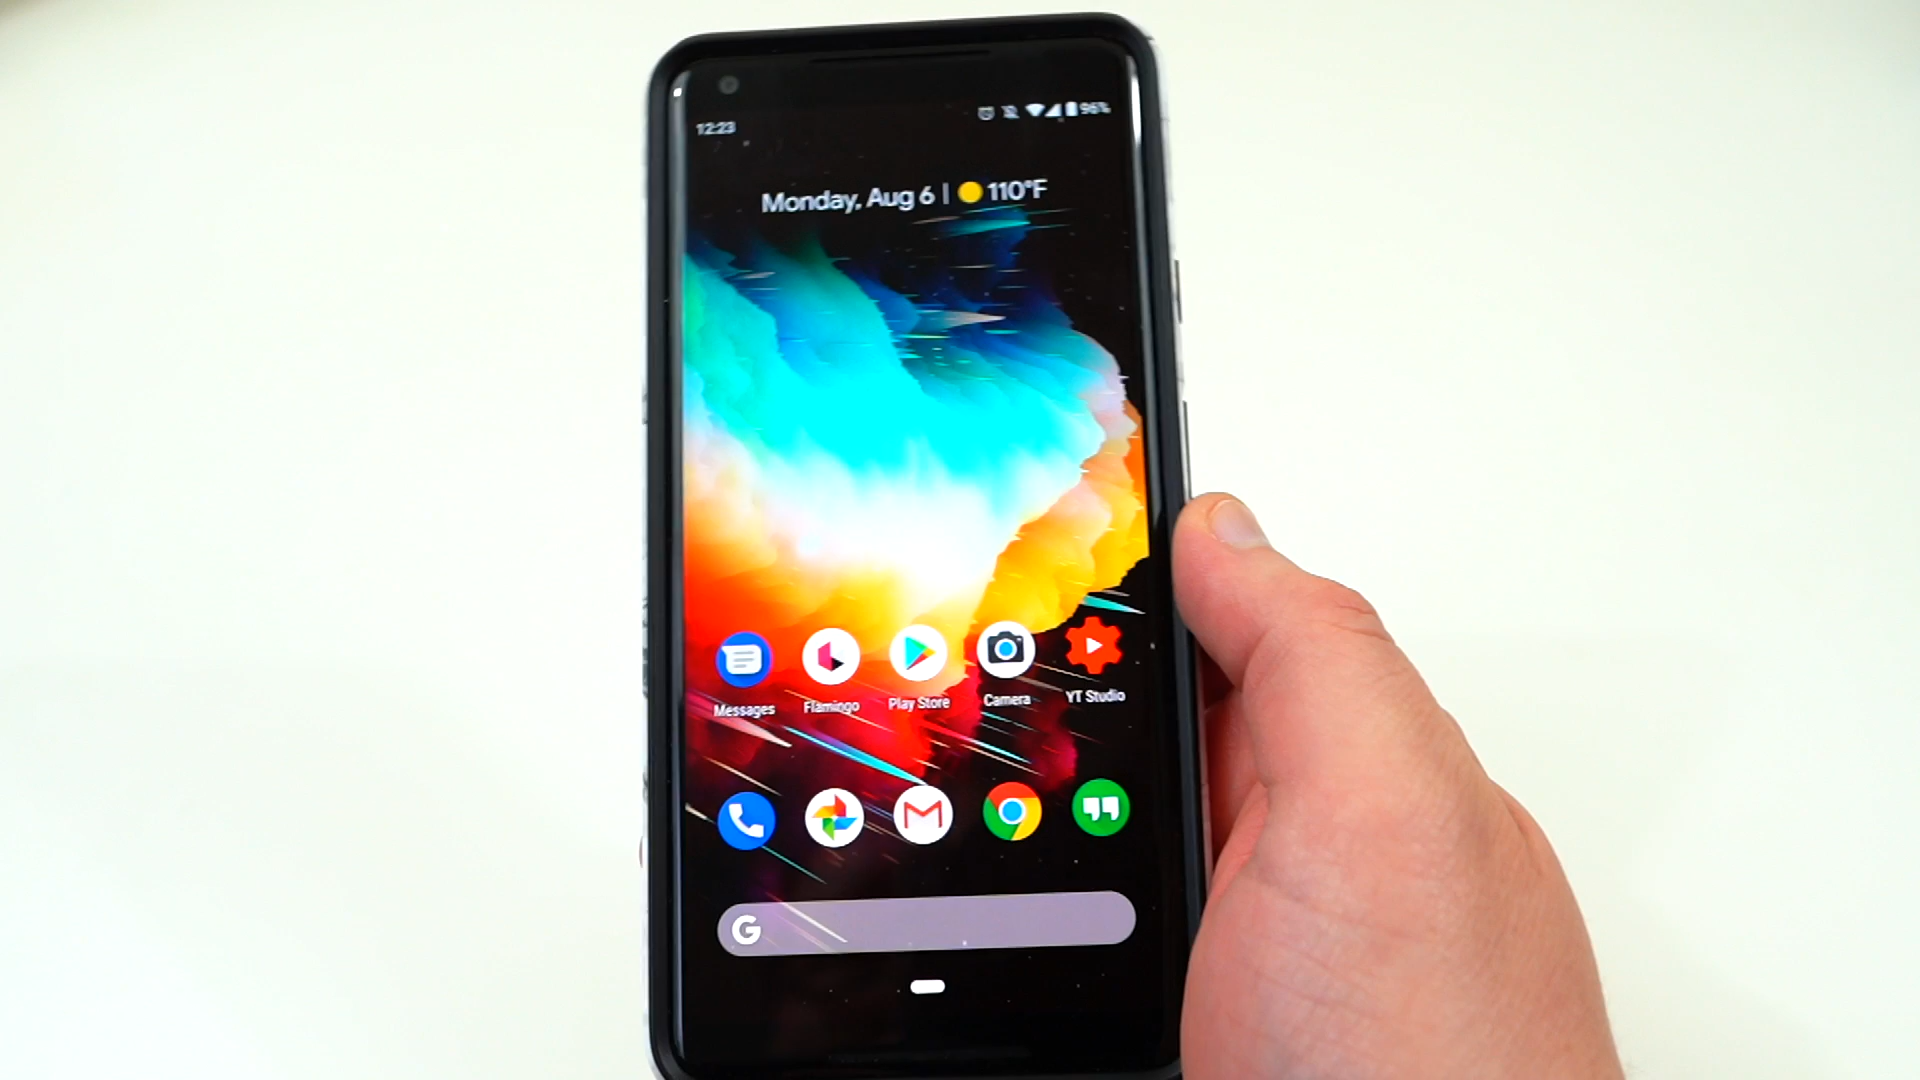 12:23
96%
Monday, Aug 6 | 110°F
Messages
Flamingo
Play Store
Camera
YT Studio
G